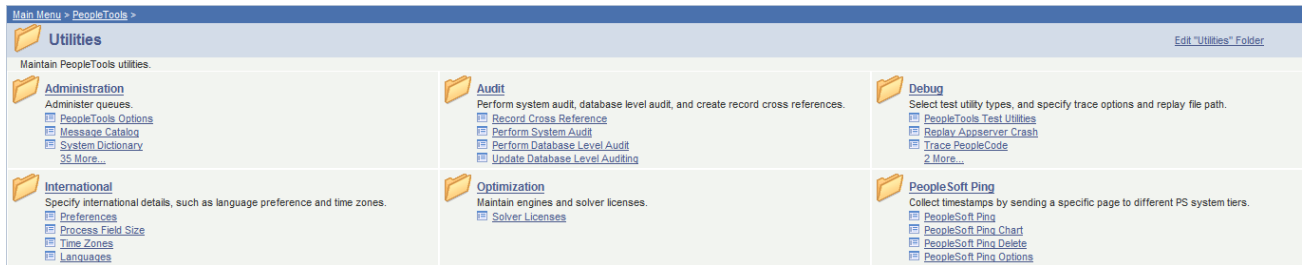 Main Menu > PeopleTools >
Utilities
Edit "Utilities" Folder
Maintain PeopleTools utilities.
Administration
Administer queues.
PeopleTools Options
Message Catalog
System Dictionary
35 More...
Audit
Perform system audit, database level audit, and create record cross references.
Record Cross Reference
Perform System Audit
Perform Database Level Audit
Update Database Level Auditing
Debug
Select test utility types, and specify trace options and replay file path.
PeopleTools Test Utilities
Replay Appserver Crash
Trace PeopleCode
2 More...
International
Specify international details, such as language preference and time zones.
Preferences
Process Field Size
Time Zones
Languages
Optimization
Maintain engines and solver licenses.
Solver Licenses
PeopleSoft Ping
Collect timestamps by sending a specific page to different PS system tiers.
PeopleSoft Ping
PeopleSoft Ping Chart
PeopleSoft Ping Delete
PeopleSoft Ping Options